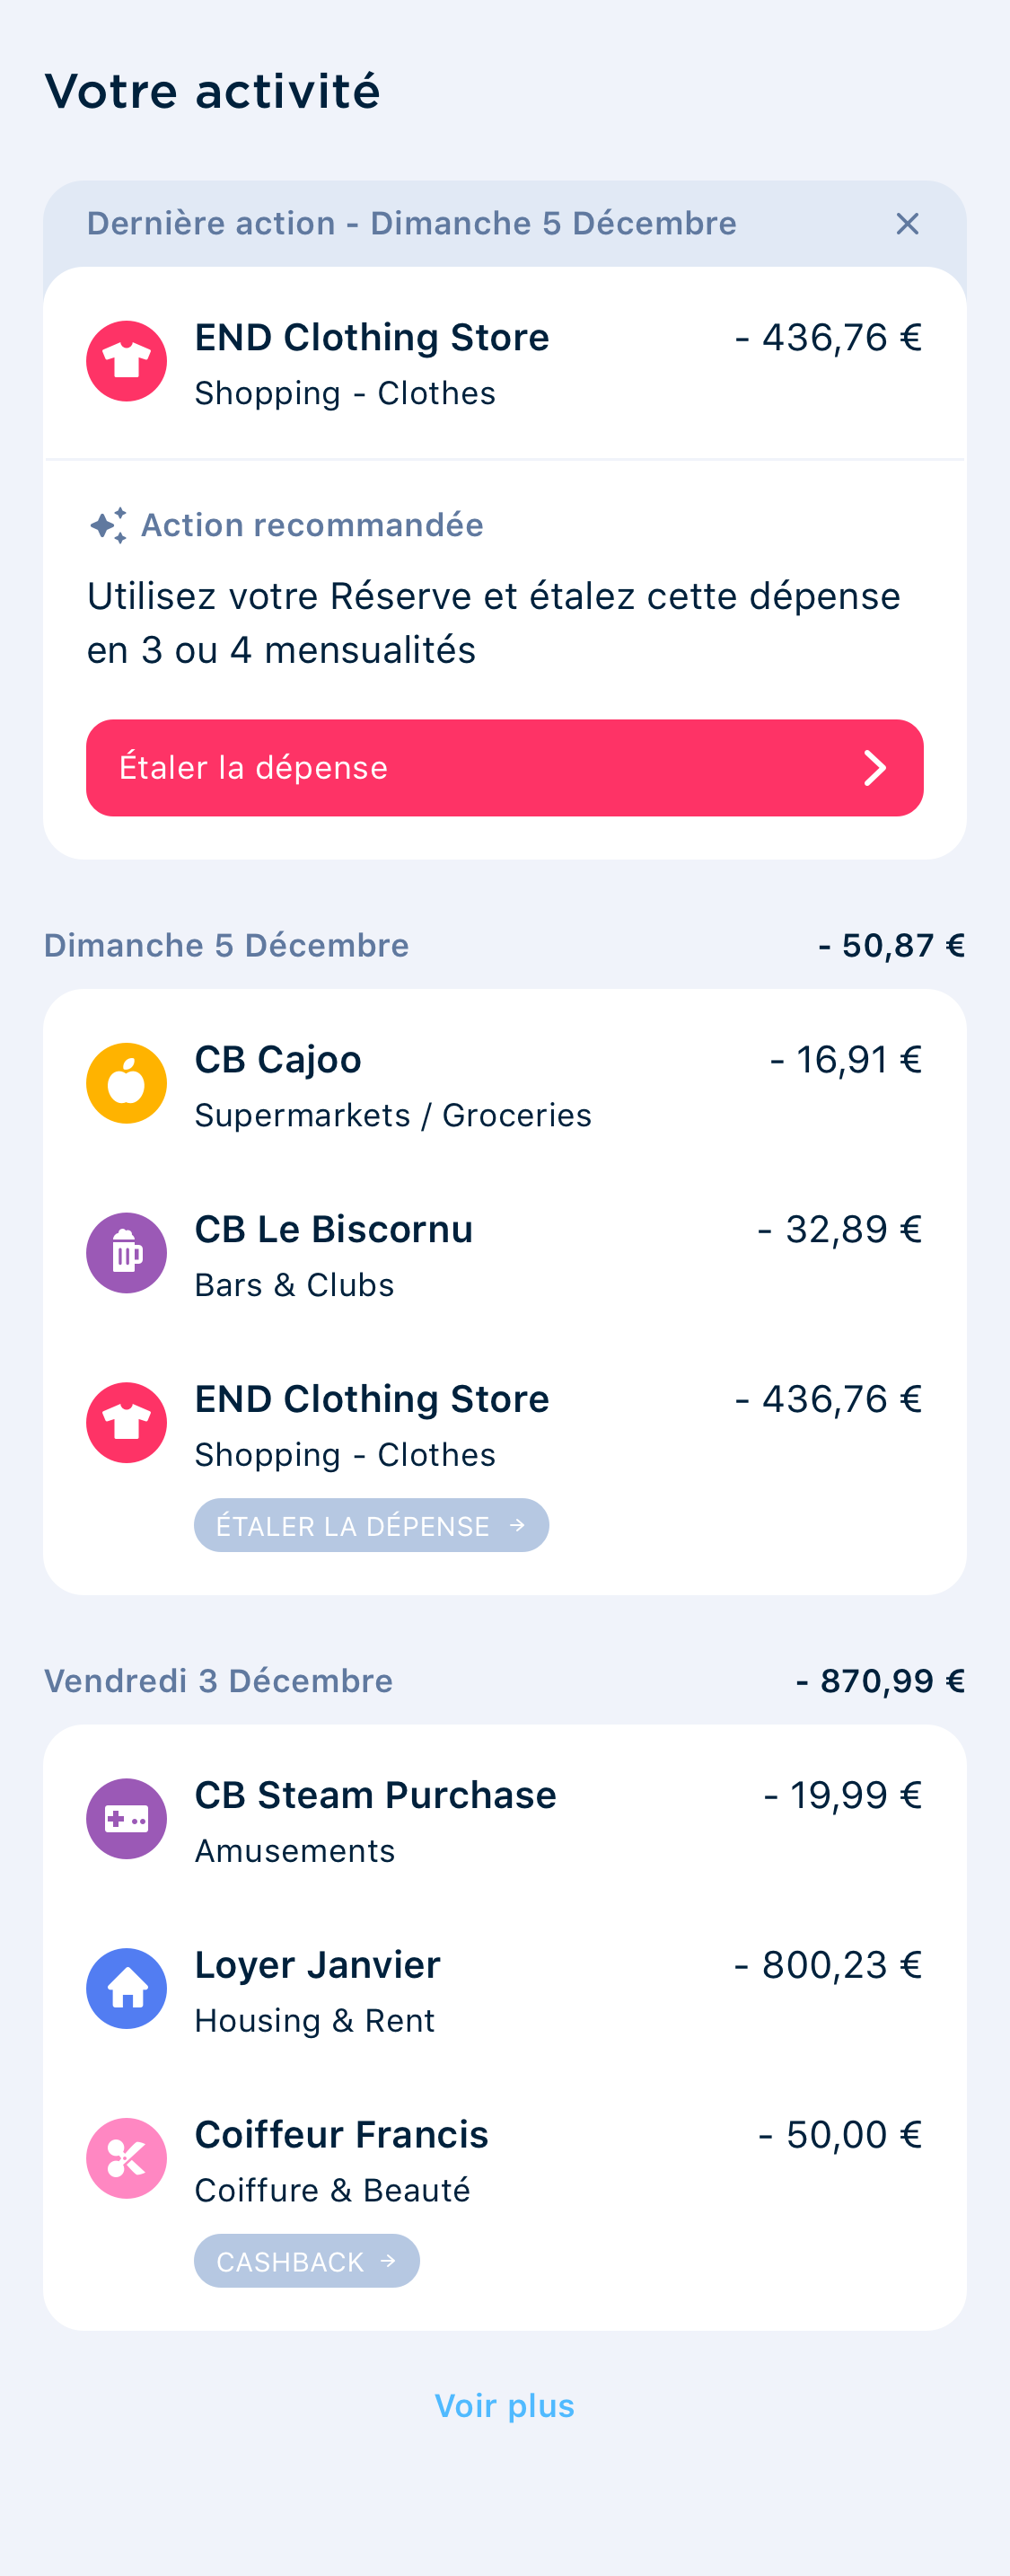 Votre activité
Dernière action - Dimanche 5 Décembre
END Clothing Store - 436,76 €
Shopping - Clothes
Action recommandée
Utilisez votre Réserve et étalez cette dépense
en 3 ou 4 mensualités
Étaler la dépense
Dimanche 5 Décembre - 50,87 €
CB Cajoo - 16,91 €
Supermarkets / Groceries
CB Le Biscornu - 32,89 €
Bars & Clubs
END Clothing Store - 436,76 €
Shopping - Clothes
ÉTALER LA DÉPENSE →
Vendredi 3 Décembre - 870,99 €
CB Steam Purchase - 19,99 €
Amusements
Loyer Janvier - 800,23 €
Housing & Rent
Coiffeur Francis - 50,00 €
Coiffure & Beauté
CASHBACK →
Voir plus